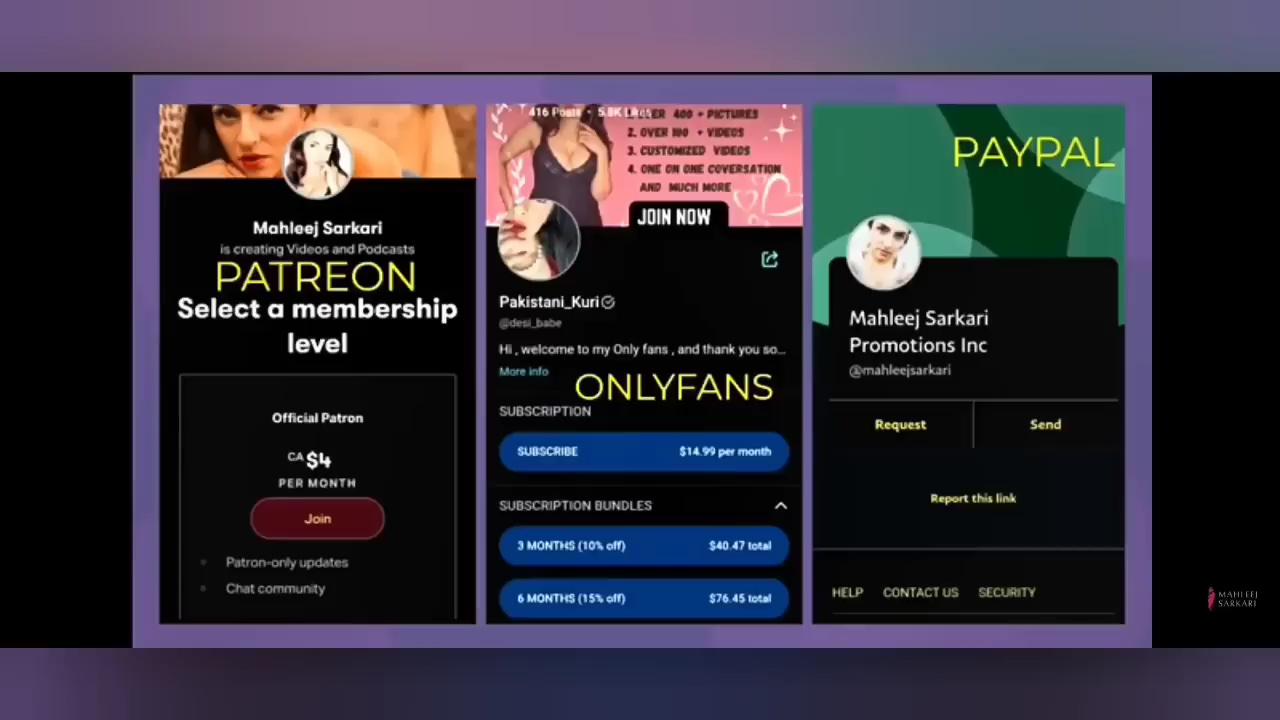 Mahleej Sarkari
is creating Videos and Podcasts
PATREON
Select a membership
level
Official Patron
CA $4
PER MONTH
Join
Patron-only updates
Chat community
416 Posts • 5.8K Likes
OVER 400 + PICTURES
2. OVER 100 + VIDEOS
3. CUSTOMIZED VIDEOS
4. ONE ON ONE COVERSATION
AND MUCH MORE
JOIN NOW
Pakistani_Kuri
@desi_babe
Hi , welcome to my Only fans , and thank you so...
More info
ONLYFANS
SUBSCRIPTION
SUBSCRIBE $14.99 per month
SUBSCRIPTION BUNDLES
3 MONTHS (10% off) $40.47 total
6 MONTHS (15% off) $76.45 total
PAYPAL
Mahleej Sarkari
Promotions Inc
@mahleejsarkari
Request Send
Report this link
HELP CONTACT US SECURITY
MAHLEEJ
SARKARI